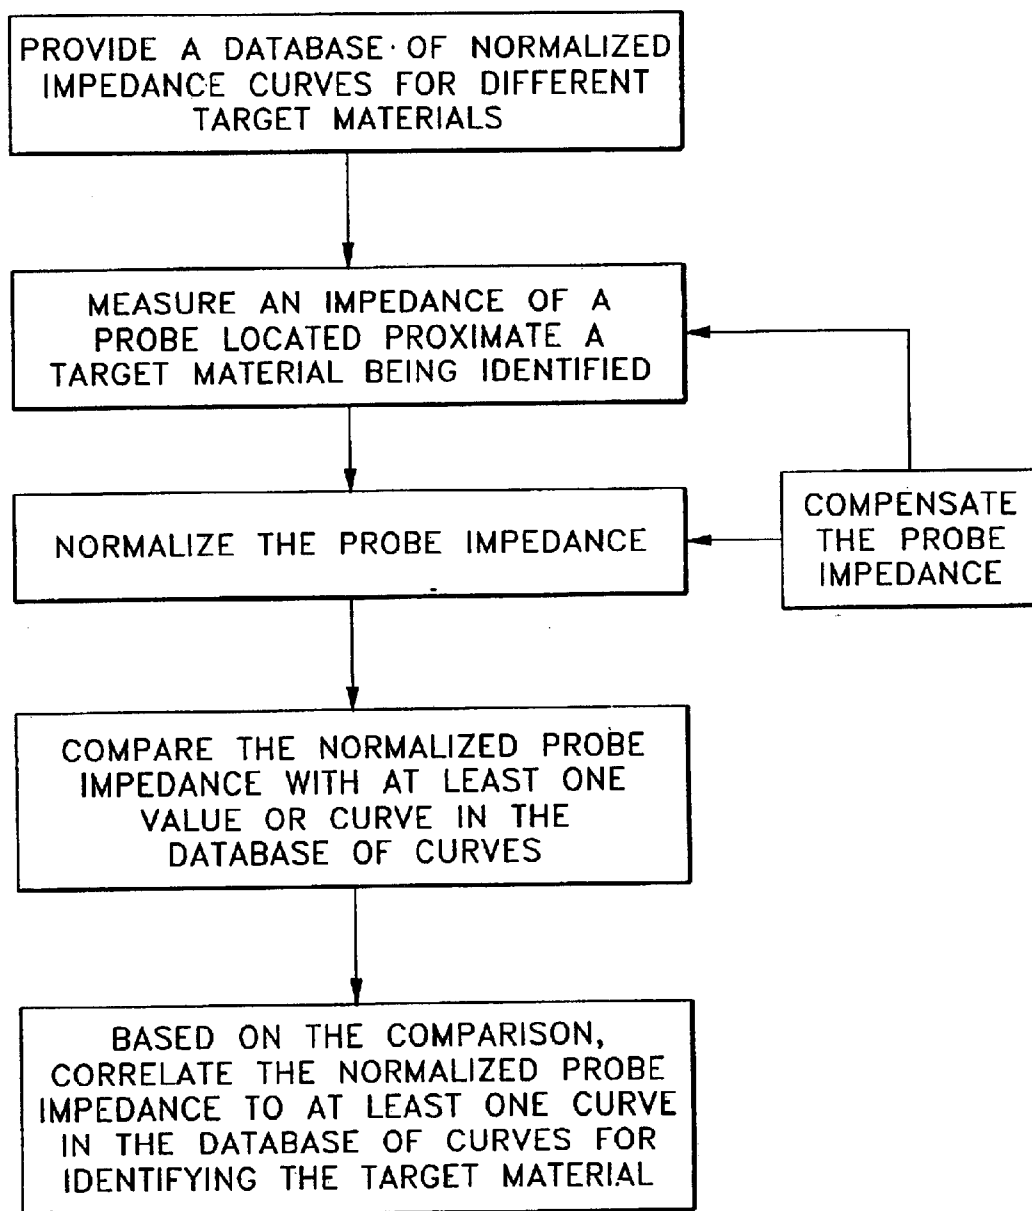 PROVIDE A DATABASE OF NORMALIZED
IMPEDANCE CURVES FOR DIFFERENT
TARGET MATERIALS
MEASURE AN IMPEDANCE OF A
PROBE LOCATED PROXIMATE A
TARGET MATERIAL BEING IDENTIFIED
NORMALIZE THE PROBE IMPEDANCE
COMPENSATE
THE PROBE
IMPEDANCE
COMPARE THE NORMALIZED PROBE
IMPEDANCE WITH AT LEAST ONE
VALUE OR CURVE IN THE
DATABASE OF CURVES
BASED ON THE COMPARISON,
CORRELATE THE NORMALIZED PROBE
IMPEDANCE TO AT LEAST ONE CURVE
IN THE DATABASE OF CURVES FOR
IDENTIFYING THE TARGET MATERIAL